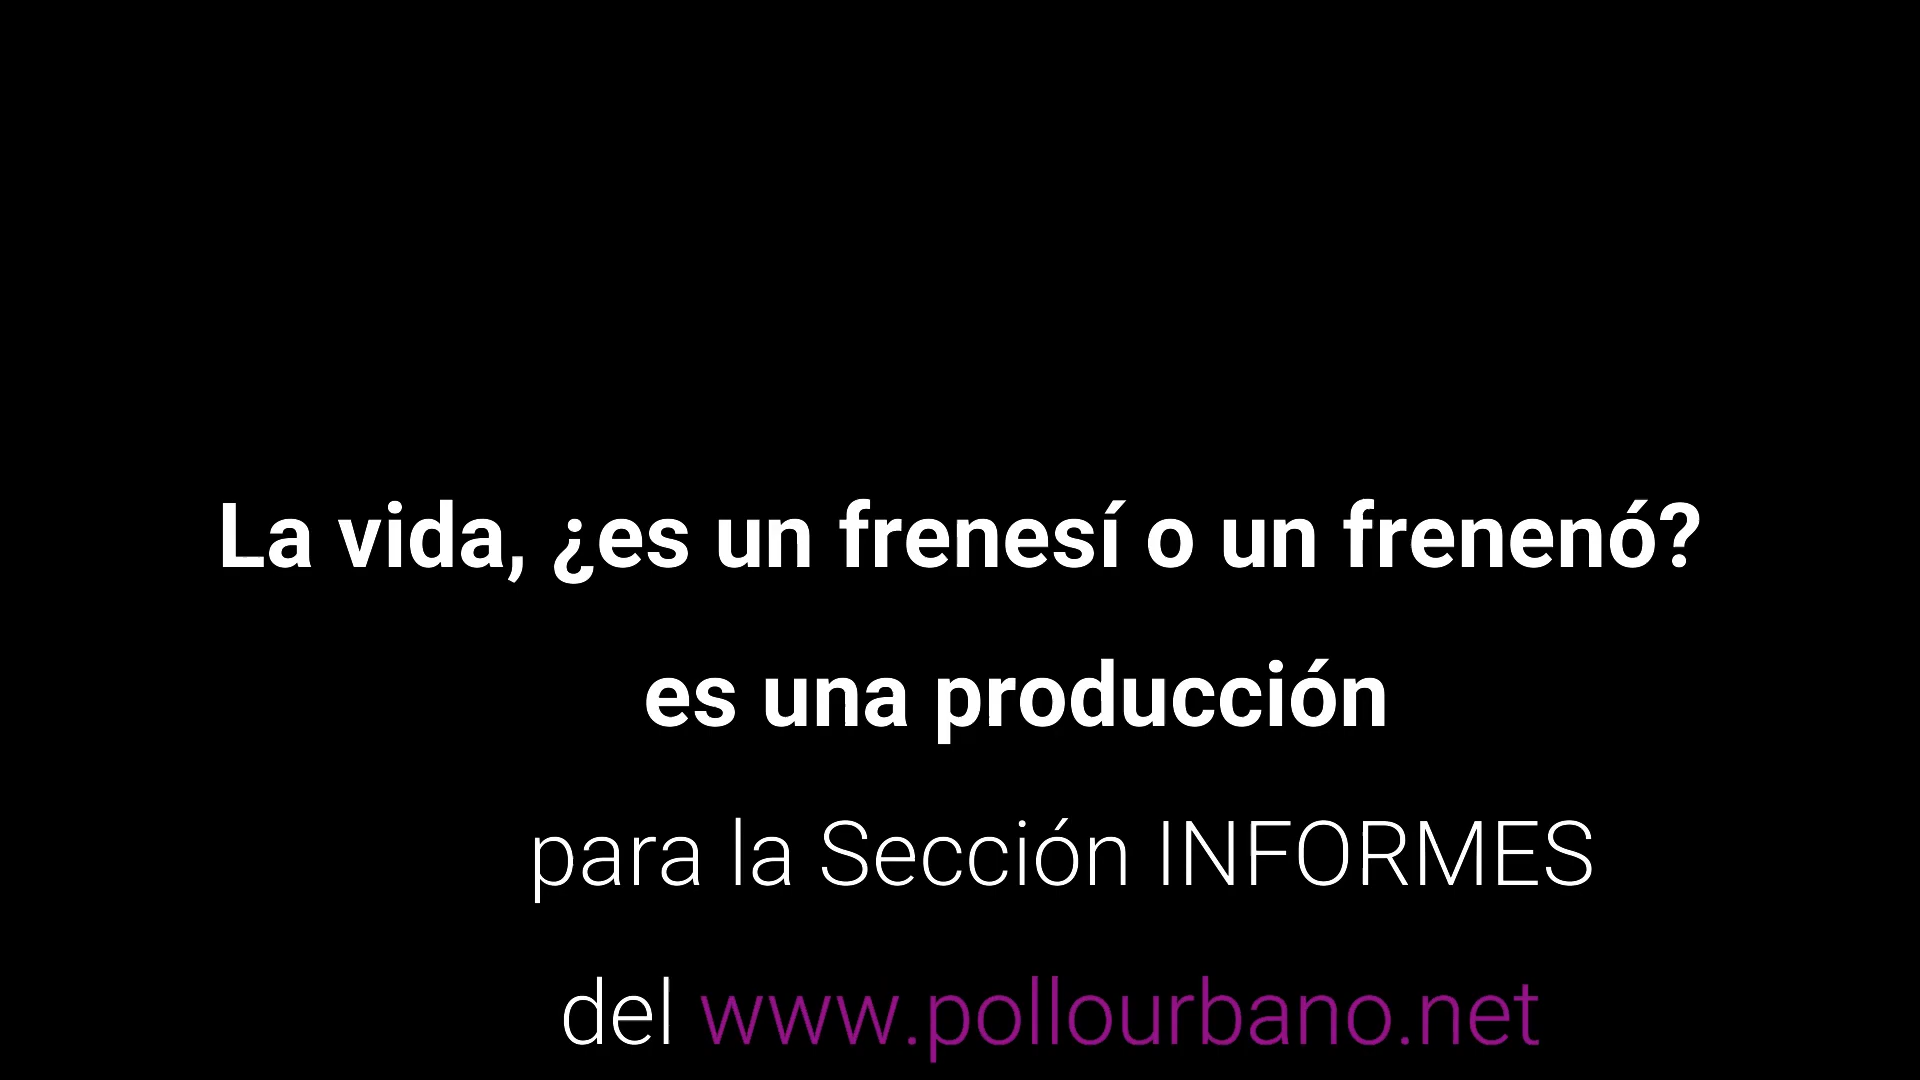 La vida, ¿es un frenesí o un frenenó?
es una producción
para la Sección INFORMES
del www.pollourbano.net